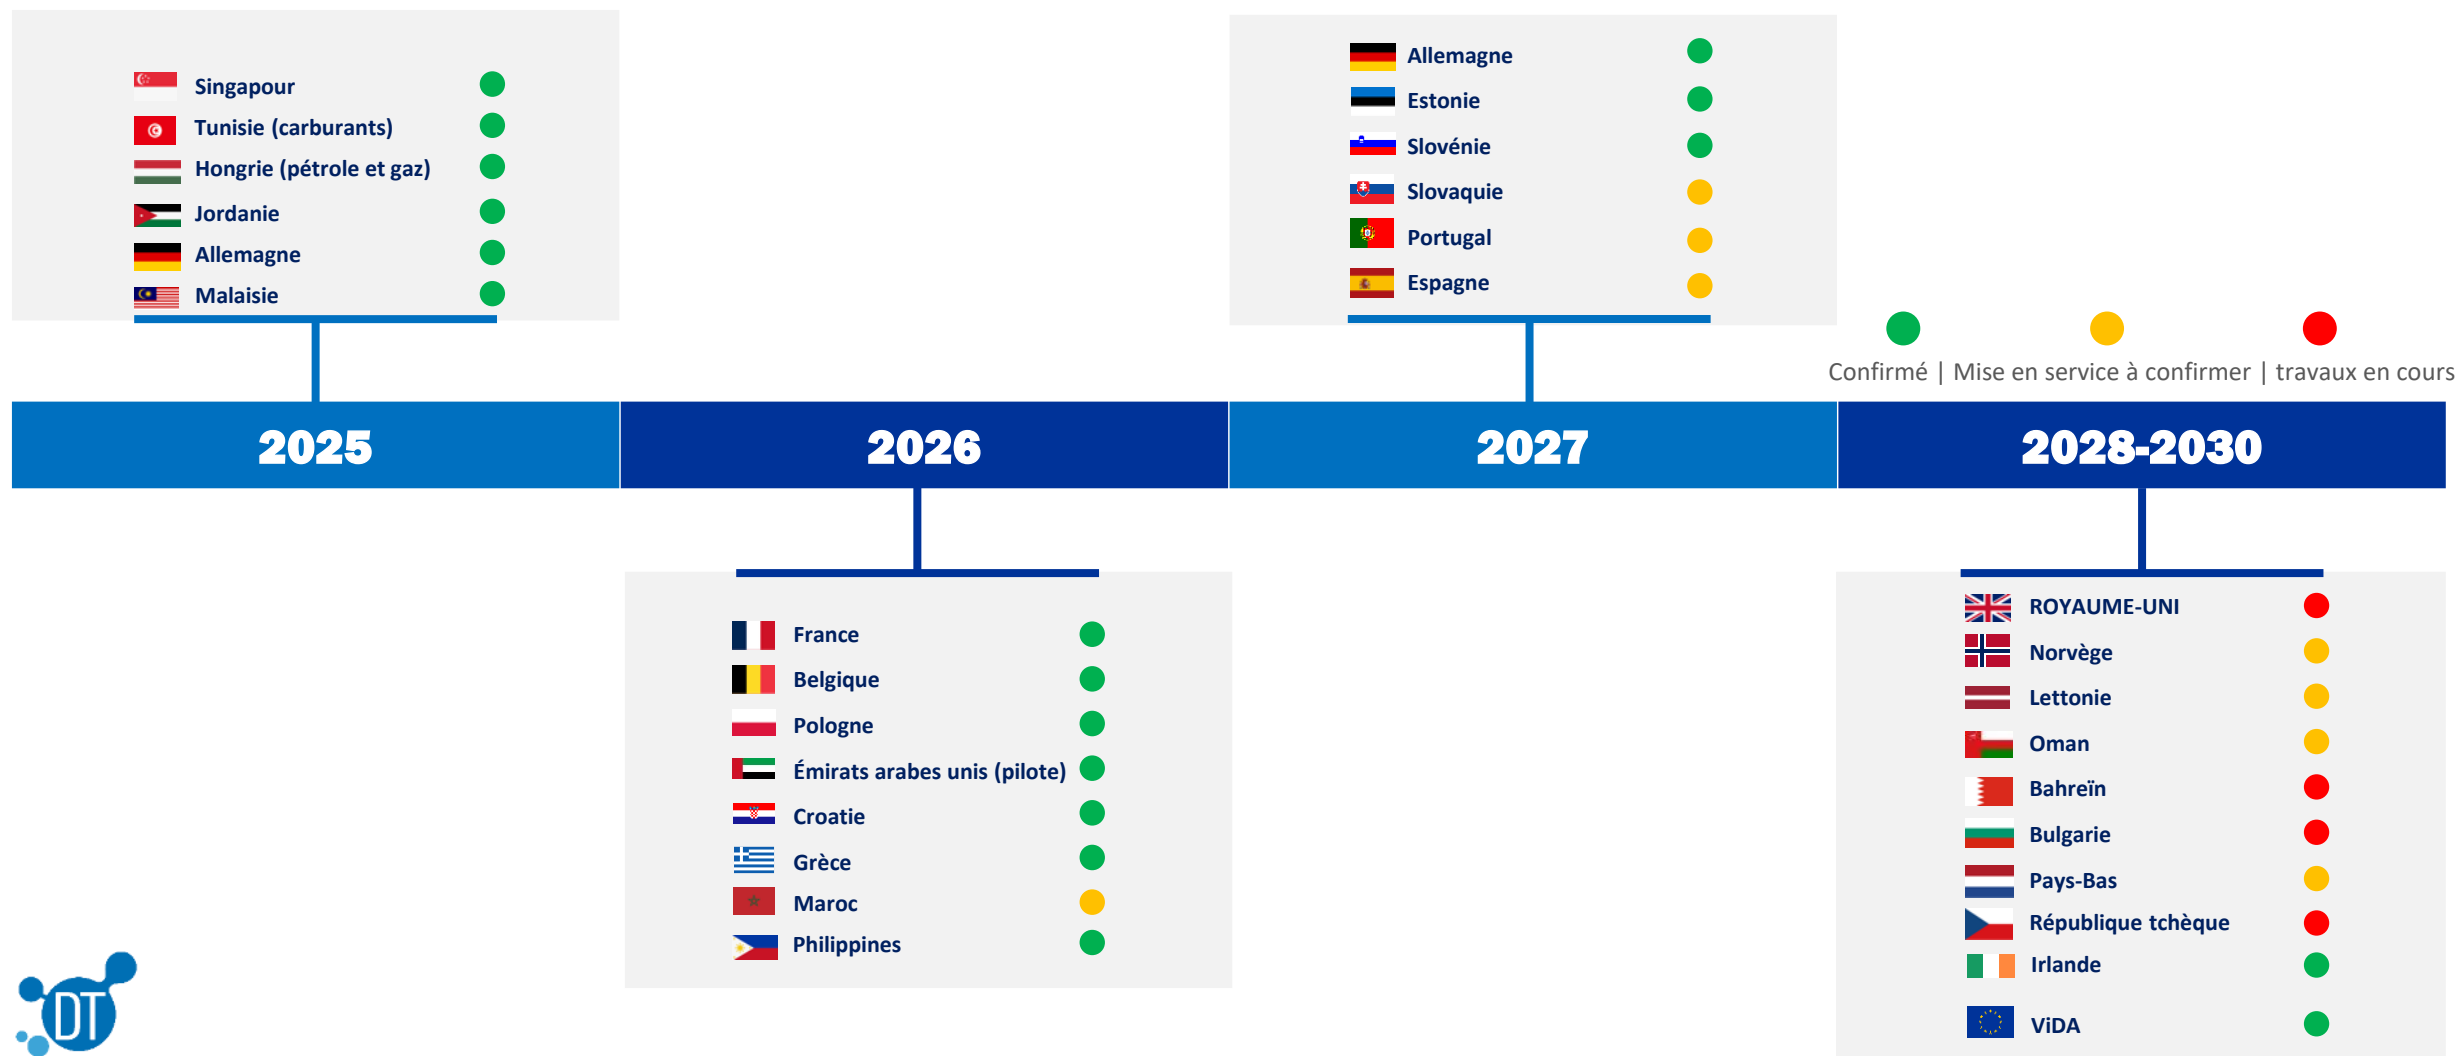 Singapour
Tunisie (carburants)
Hongrie (pétrole et gaz)
Jordanie
Allemagne
Malaisie
Allemagne
Estonie
Slovénie
Slovaquie
Portugal
Espagne
Confirmé | Mise en service à confirmer | travaux en cours
2025
2026
2027
2028-2030
France
Belgique
Pologne
Émirats arabes unis (pilote)
Croatie
Grèce
Maroc
Philippines
ROYAUME-UNI
Norvège
Lettonie
Oman
Bahreïn
Bulgarie
Pays-Bas
République tchèque
Irlande
ViDA
DT